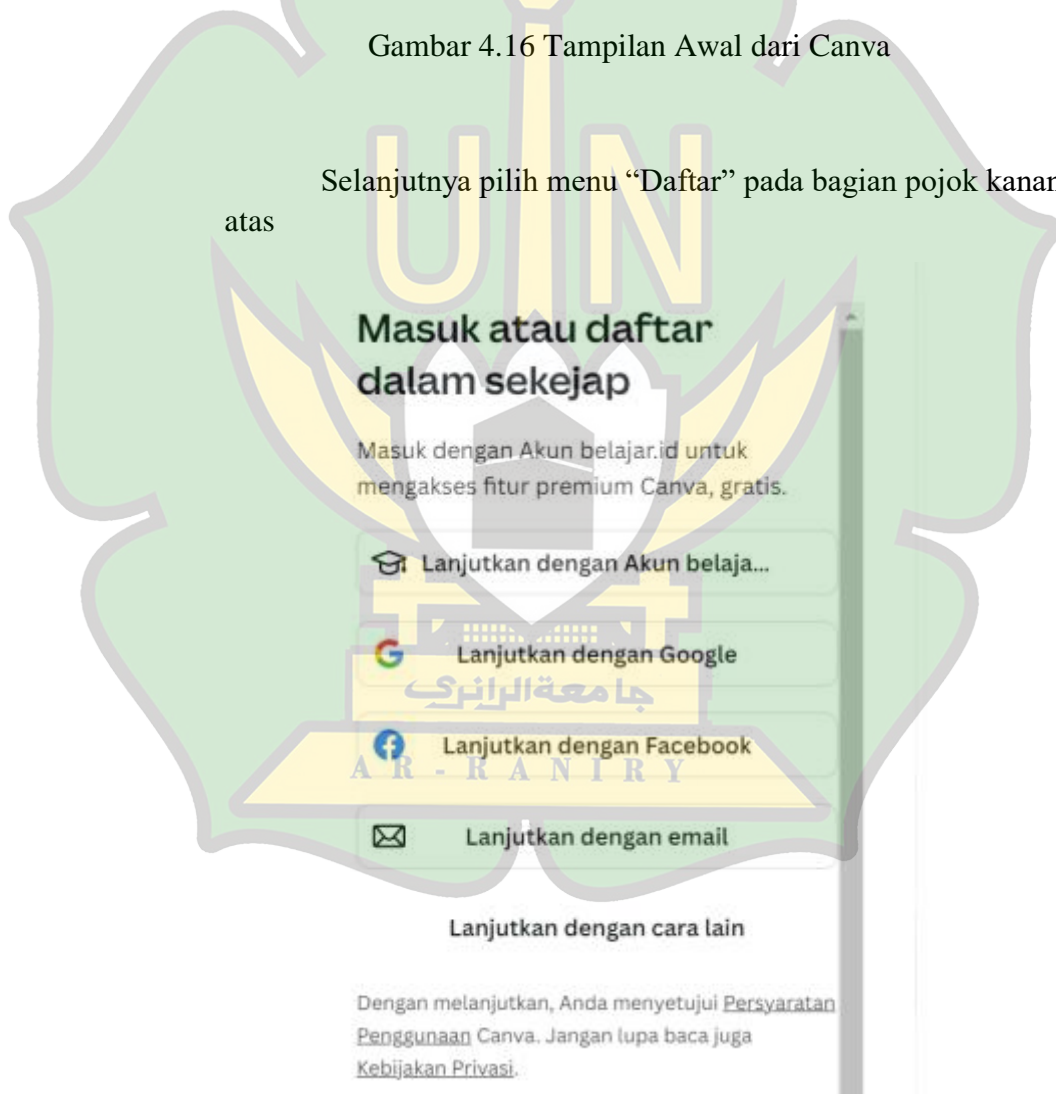 Gambar 4.16 Tampilan Awal dari Canva
UIN
Selanjutnya pilih menu “Daftar” pada bagian pojok kanan
atas
Masuk atau daftar
dalam sekejap
Masuk dengan Akun belajar.id untuk
mengakses fitur premium Canva, gratis.
Lanjutkan dengan Akun belaja...
Lanjutkan dengan Google
جامعة الرانري
Lanjutkan dengan Facebook
AR-RANIRY
Lanjutkan dengan email
Lanjutkan dengan cara lain
Dengan melanjutkan, Anda menyetujui Persyaratan
Penggunaan Canva. Jangan lupa baca juga
Kebijakan Privasi.